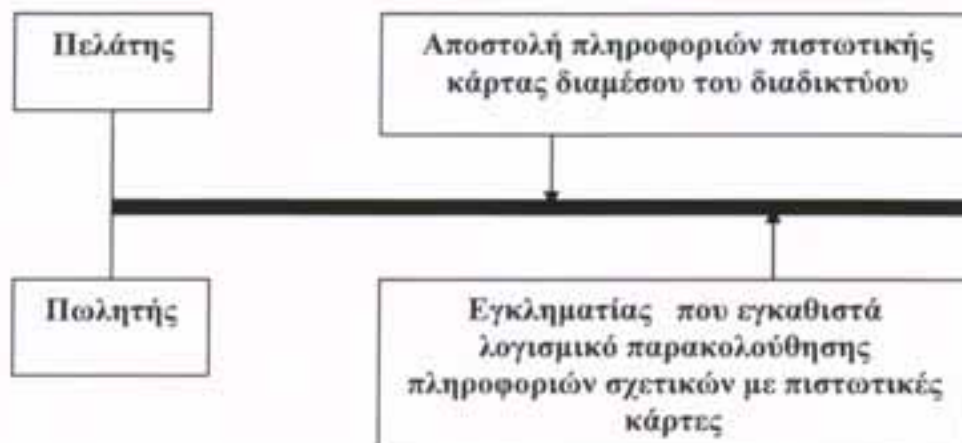 Πελάτης
Αποστολή πληροφοριών πιστωτικής
κάρτας διαμέσου του διαδικτύου
Πωλητής
Εγκληματίας που εγκαθιστά
λογισμικό παρακολούθησης
πληροφοριών σχετικών με πιστωτικές
κάρτες